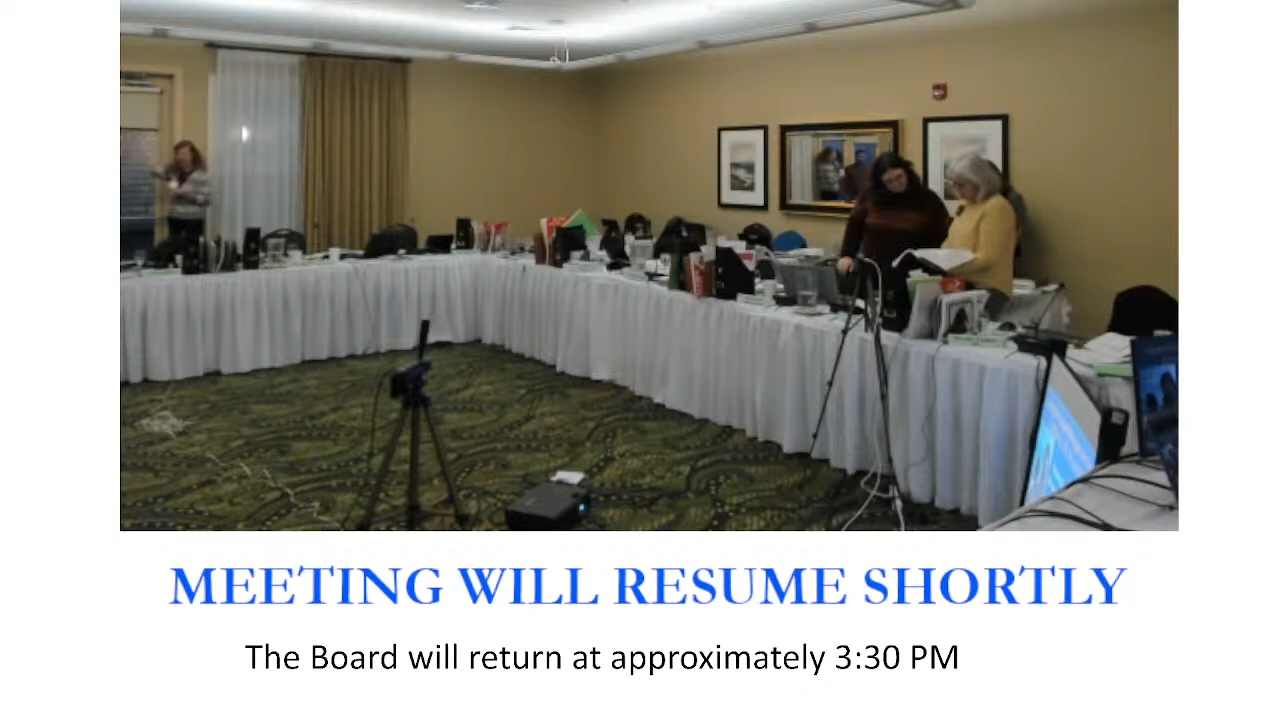 MEETING WILL RESUME SHORTLY
The Board will return at approximately 3:30 PM